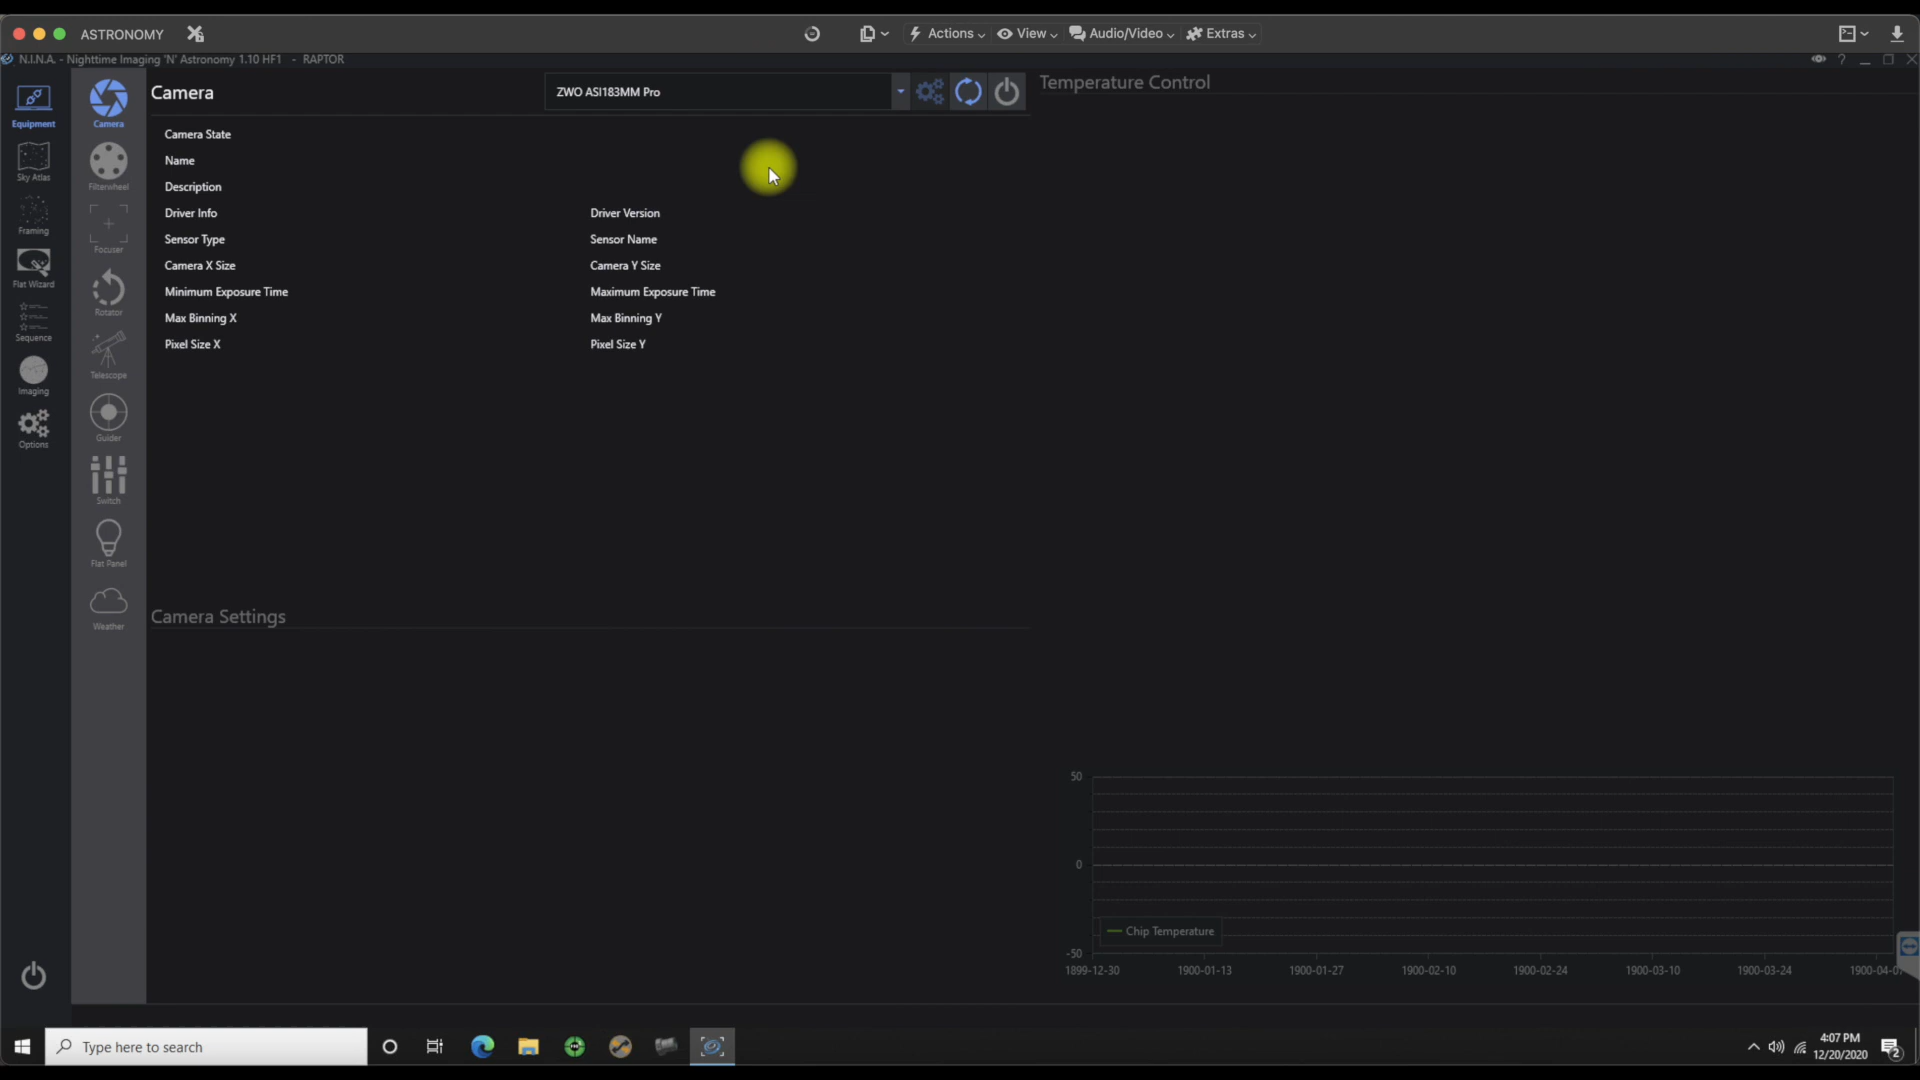 ASTRONOMY
Actions
View
Audio/Video
Extras
N.I.N.A. - Nighttime Imaging 'N' Astronomy 1.10 HF1 - RAPTOR
?
Equipment
Sky Atlas
Framing
Flat Wizard
Sequence
Imaging
Options
Camera
Filterwheel
Focuser
Rotator
Telescope
Guider
Switch
Flat Panel
Weather
Camera
ZWO ASI183MM Pro
Camera State
Name
Description
Driver Info
Driver Version
Sensor Type
Sensor Name
Camera X Size
Camera Y Size
Minimum Exposure Time
Maximum Exposure Time
Max Binning X
Max Binning Y
Pixel Size X
Pixel Size Y
Camera Settings
Temperature Control
50
0
-50
Chip Temperature
1899-12-30 1900-01-13 1900-01-27 1900-02-10 1900-02-24 1900-03-10 1900-03-24 1900-04-07
Type here to search
4:07 PM
12/20/2020
2